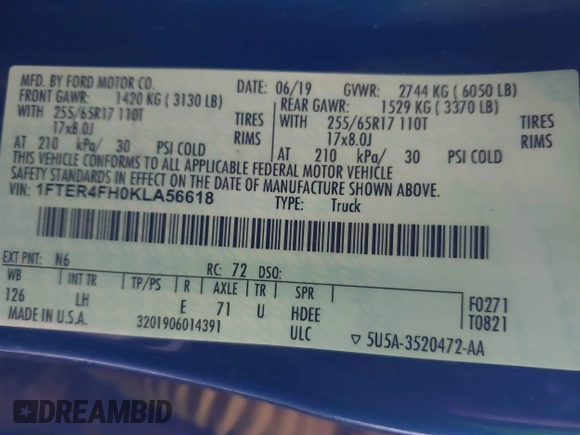 MFD. BY FORD MOTOR CO.
DATE: 06/19 GVWR: 2744 KG ( 6050 LB)
FRONT GAWR: 1420 KG ( 3130 LB)
REAR GAWR: 1529 KG ( 3370 LB)
WITH 255/65R17 110T TIRES
WITH 255/65R17 110T TIRES
17x8.0J RIMS
17x8.0J RIMS
AT 210 kPa/ 30 PSI COLD
AT 210 kPa/ 30 PSI COLD
THIS VEHICLE CONFORMS TO ALL APPLICABLE FEDERAL MOTOR VEHICLE
SAFETY STANDARDS IN EFFECT ON THE DATE OF MANUFACTURE SHOWN ABOVE.
VIN: 1FTER4FH0KLA56618
TYPE: Truck
EXT PNT: N6 RC: 72 DSO:
WB INT TR TP/PS R AXLE TR SPR
126 LH E 71 U HDEE
F0271
T0821
MADE IN U.S.A. 3201906014391 ULC
▽ 5U5A-3520472-AA
DREAMBID